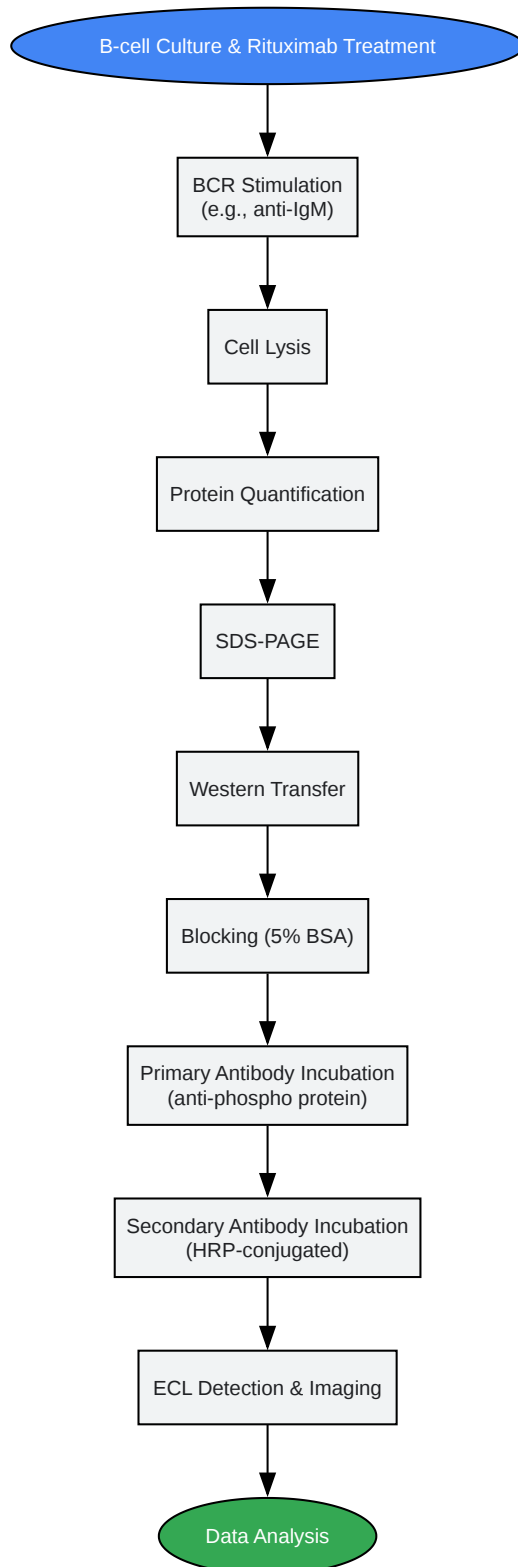 B-cell Culture & Rituximab Treatment
BCR Stimulation
(e.g., anti-IgM)
Cell Lysis
Protein Quantification
SDS-PAGE
Western Transfer
Blocking (5% BSA)
Primary Antibody Incubation
(anti-phospho protein)
Secondary Antibody Incubation
(HRP-conjugated)
ECL Detection & Imaging
Data Analysis